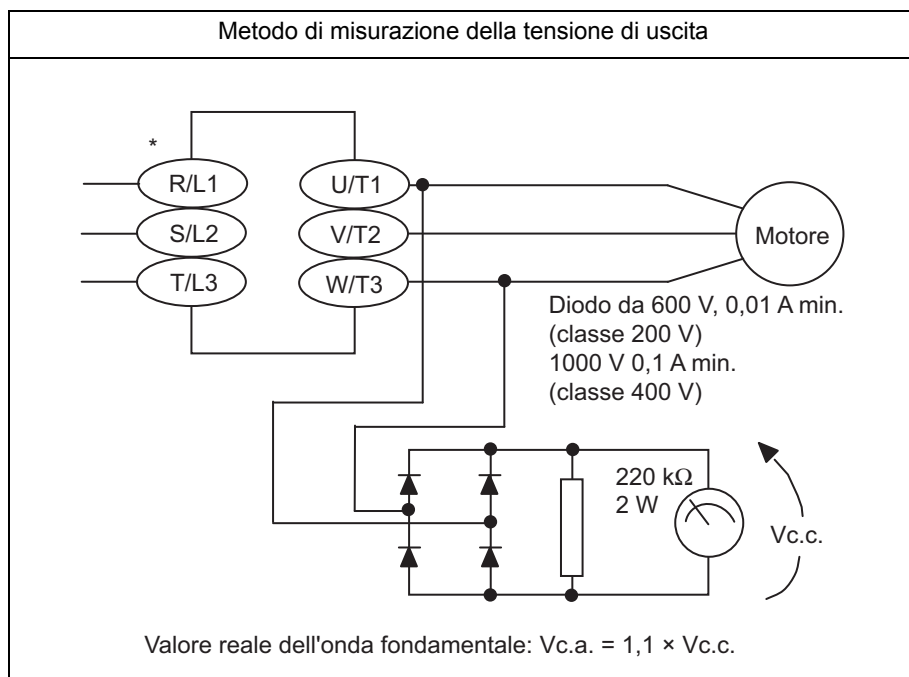 Metodo di misurazione della tensione di uscita
*
R/L1
U/T1
S/L2
V/T2
Motore
T/L3
W/T3
Diodo da 600 V, 0,01 A min.
(classe 200 V)
1000 V 0,1 A min.
(classe 400 V)
220 kΩ
2 W
Vc.c.
Valore reale dell'onda fondamentale: Vc.a. = 1,1 × Vc.c.